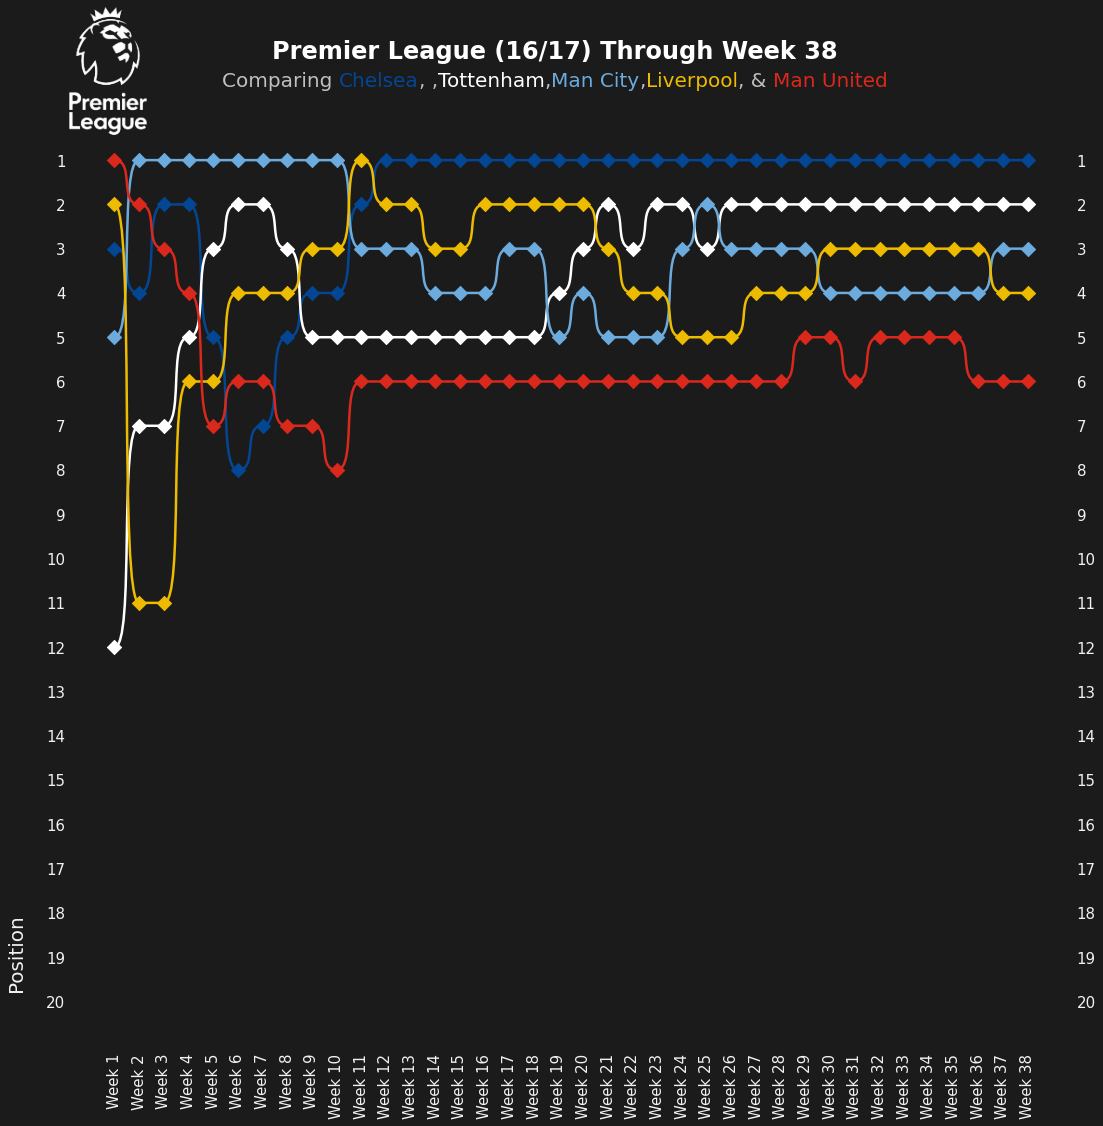 Premier
League
Premier League (16/17) Through Week 38
Comparing Chelsea, ,Tottenham,Man City,Liverpool, & Man United
1 1
2 2
3 3
4 4
5 5
6 6
7 7
8 8
9 9
10 10
11 11
12 12
13 13
14 14
15 15
16 16
17 17
18 18
19 19
20 20
Position
Week 1
Week 2
Week 3
Week 4
Week 5
Week 6
Week 7
Week 8
Week 9
Week 10
Week 11
Week 12
Week 13
Week 14
Week 15
Week 16
Week 17
Week 18
Week 19
Week 20
Week 21
Week 22
Week 23
Week 24
Week 25
Week 26
Week 27
Week 28
Week 29
Week 30
Week 31
Week 32
Week 33
Week 34
Week 35
Week 36
Week 37
Week 38